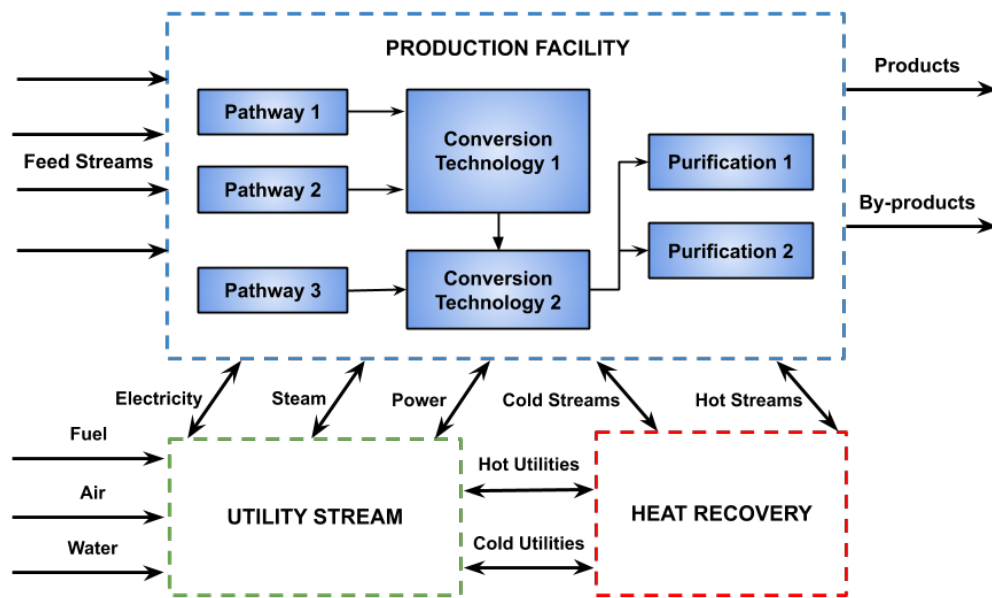 PRODUCTION FACILITY
Products
Pathway 1
Conversion
Technology 1
Purification 1
Feed Streams
Pathway 2
By-products
Purification 2
Pathway 3
Conversion
Technology 2
Electricity
Steam
Power
Cold Streams
Hot Streams
Fuel
Hot Utilities
Air
UTILITY STREAM
HEAT RECOVERY
Water
Cold Utilities